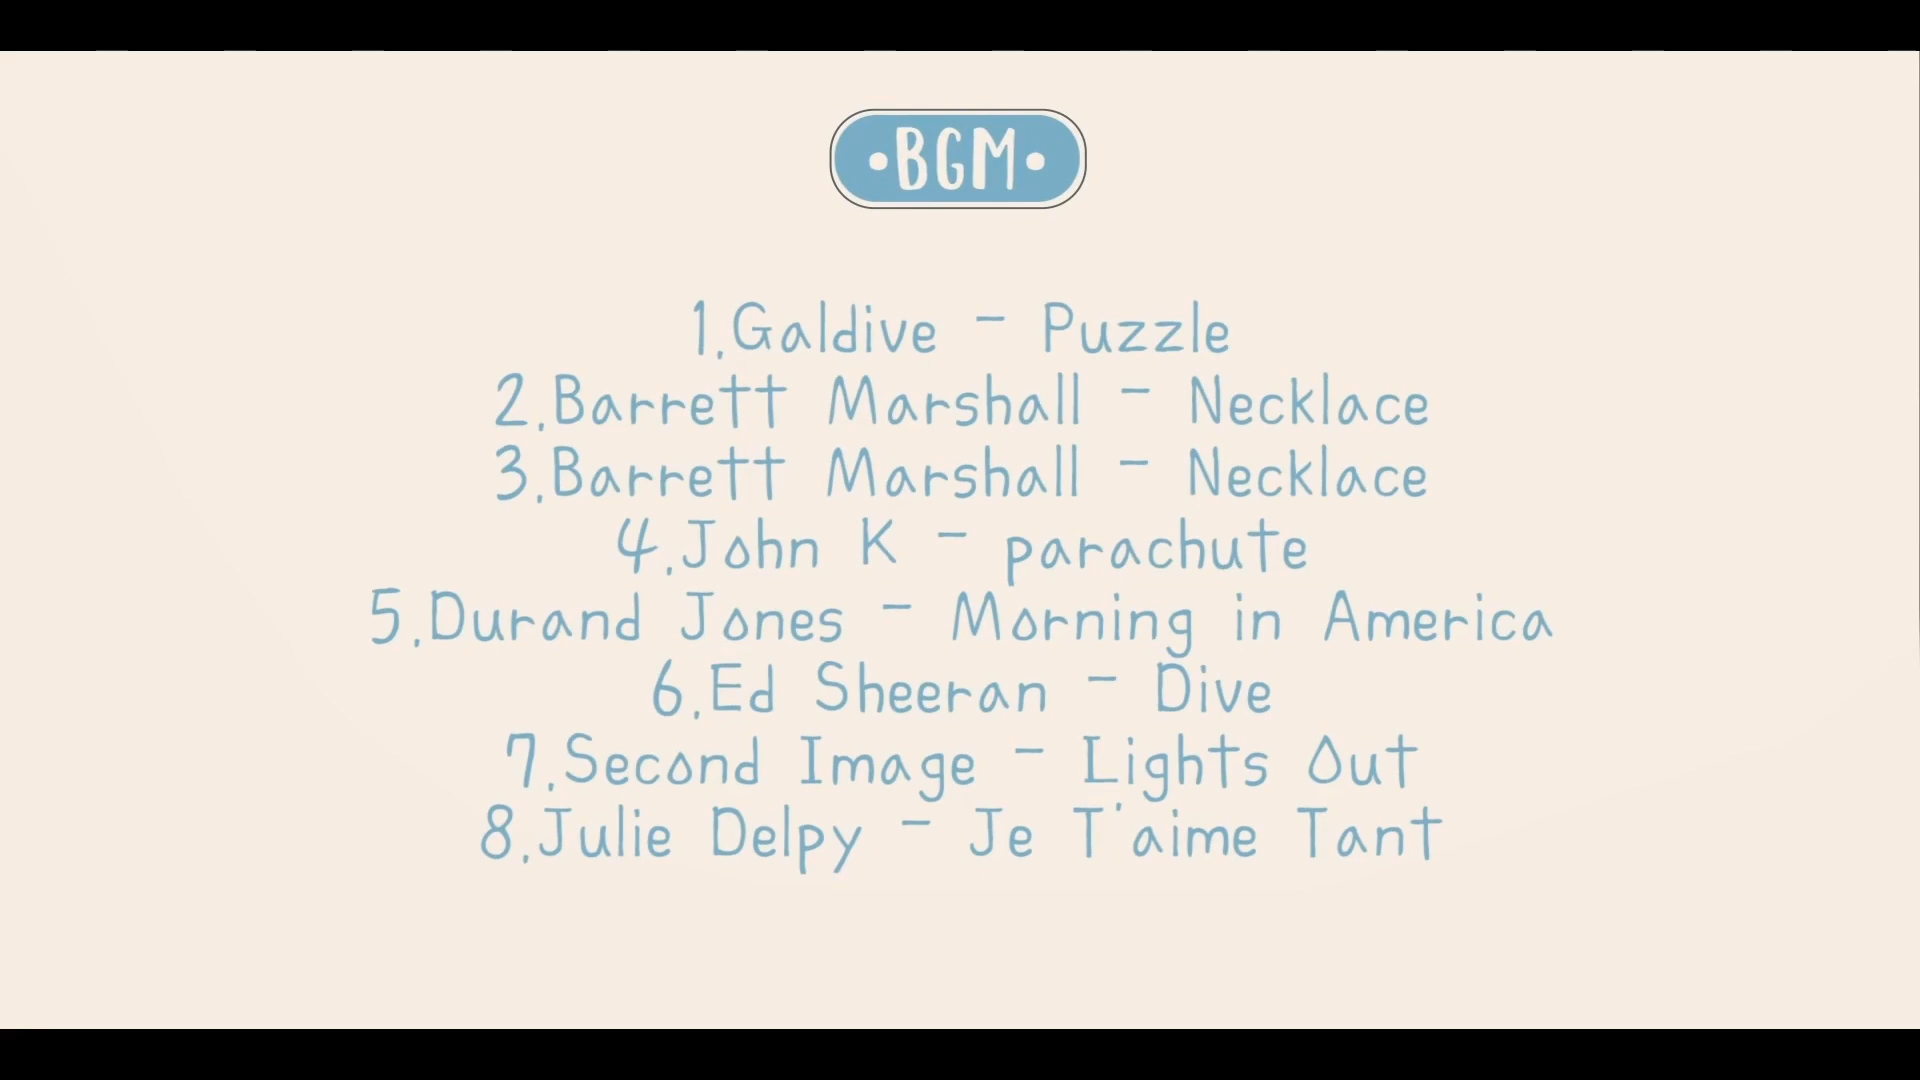 •BGM•
1.Galdive - Puzzle
2.Barrett Marshall - Necklace
3.Barrett Marshall - Necklace
4.John K - parachute
5.Durand Jones - Morning in America
6.Ed Sheeran - Dive
7.Second Image - Lights Out
8.Julie Delpy - Je T'aime Tant